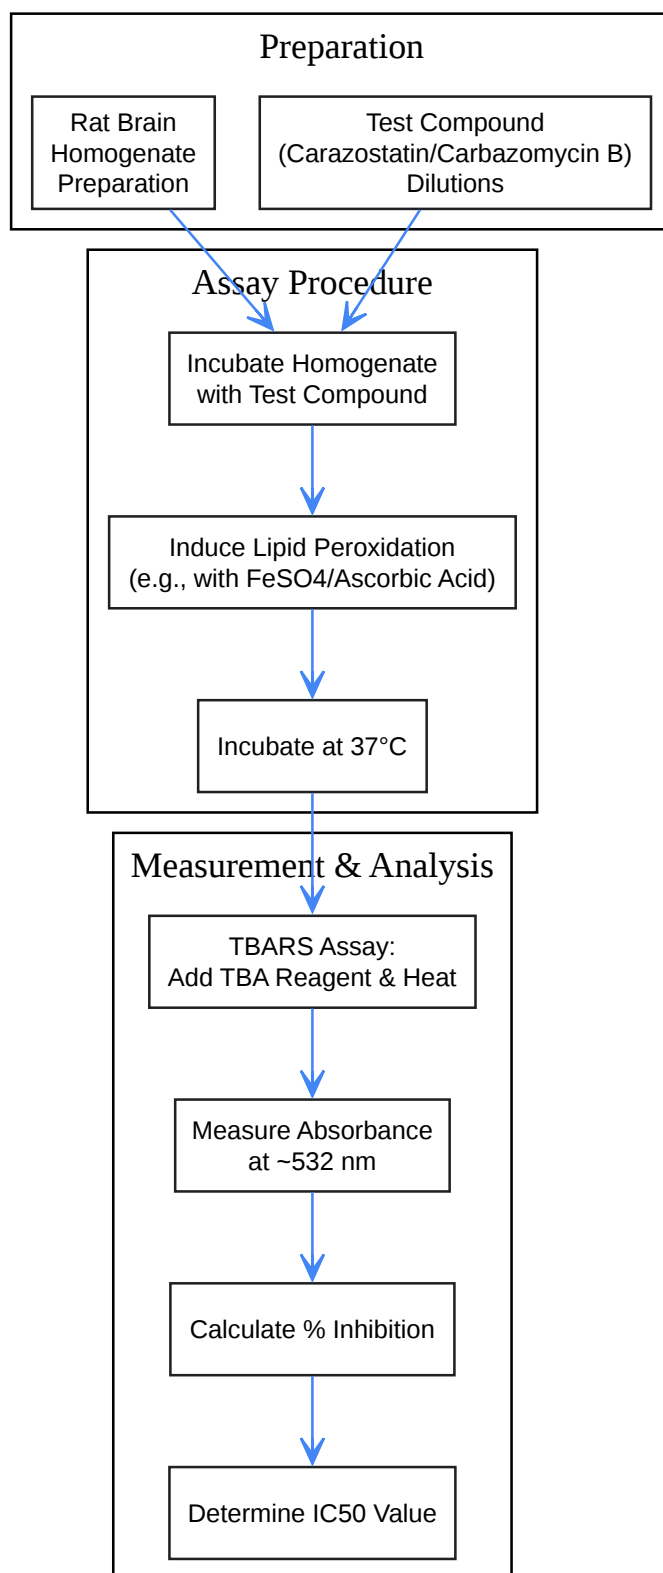 Preparation
Rat Brain
Homogenate
Preparation
Test Compound
(Carazostatin/Carbazomycin B)
Dilutions
Assay Procedure
Incubate Homogenate
with Test Compound
Induce Lipid Peroxidation
(e.g., with FeSO4/Ascorbic Acid)
Incubate at 37°C
Measurement & Analysis
TBARS Assay:
Add TBA Reagent & Heat
Measure Absorbance
at ~532 nm
Calculate % Inhibition
Determine IC50 Value